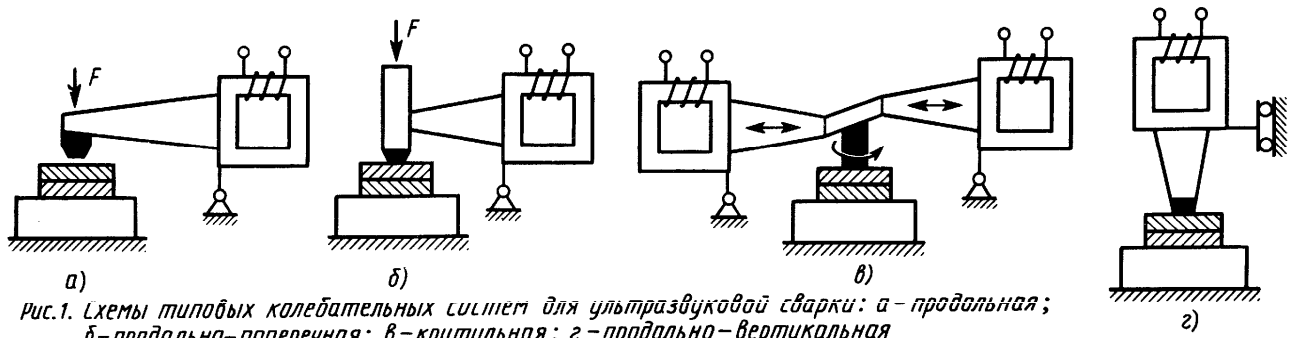 F
F
а)
б)
в)
г)
Рис.1. Схемы типовых колебательных систем для ультразвуковой сварки: а – продольная;
б – продольно – поперечная; в – крутильная; г – продольно – вертикальная